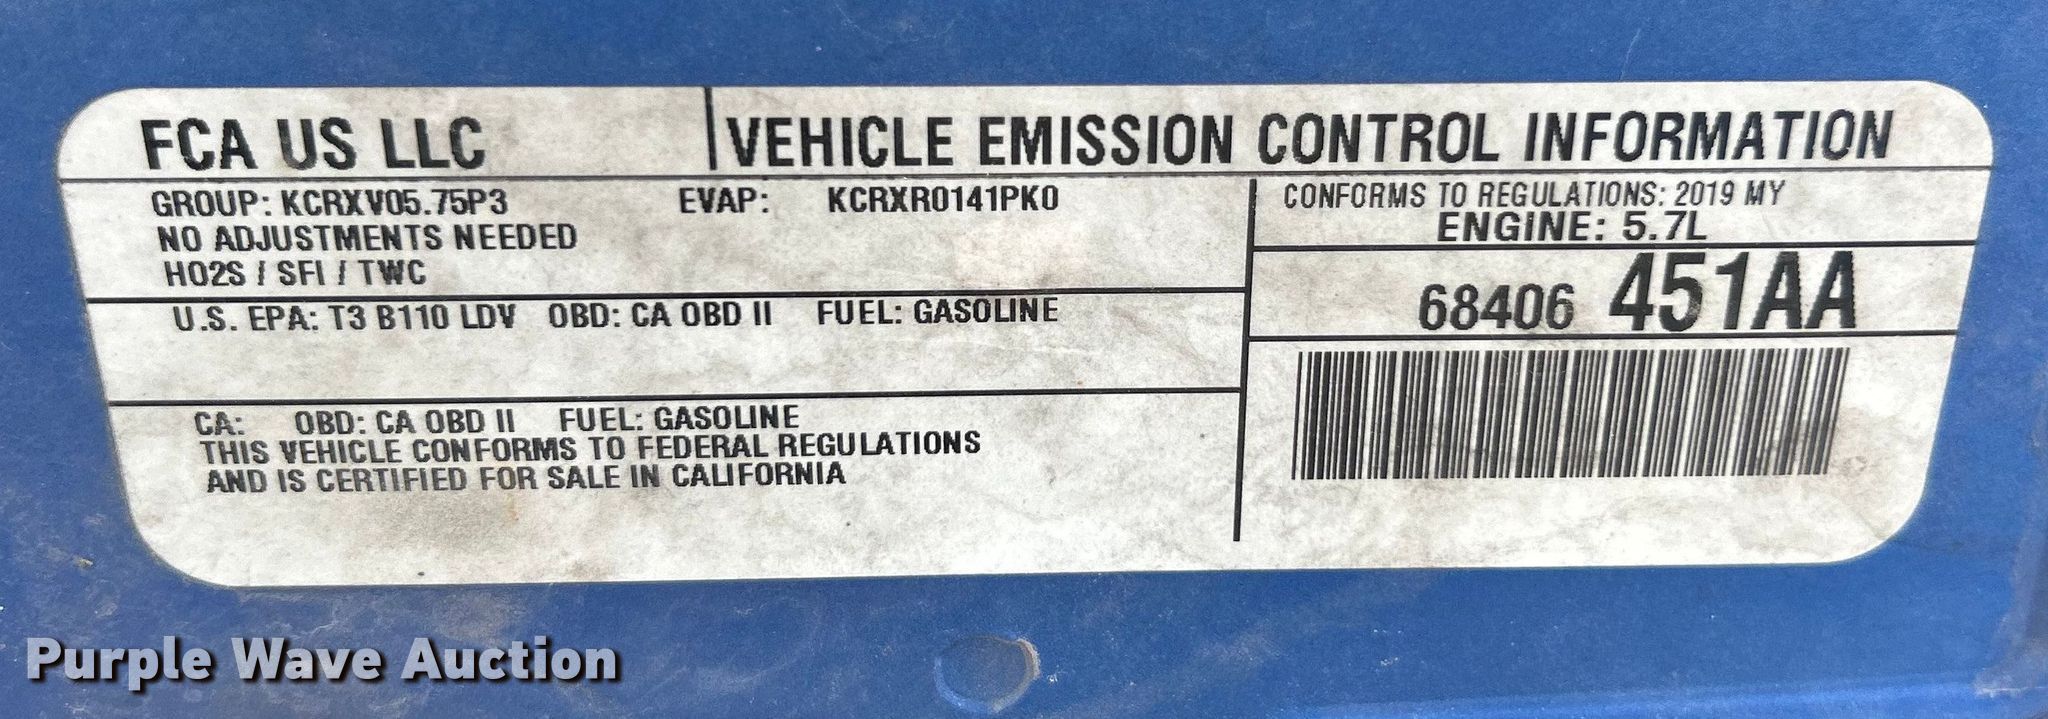 FCA US LLC
VEHICLE EMISSION CONTROL INFORMATION
GROUP: KCRXV05.75P3 EVAP: KCRXR0141PK0
NO ADJUSTMENTS NEEDED
HO2S / SFI / TWC
CONFORMS TO REGULATIONS: 2019 MY
ENGINE: 5.7L
68406 451AA
U.S. EPA: T3 B110 LDV OBD: CA OBD II FUEL: GASOLINE
CA: OBD: CA OBD II FUEL: GASOLINE
THIS VEHICLE CONFORMS TO FEDERAL REGULATIONS
AND IS CERTIFIED FOR SALE IN CALIFORNIA
Purple Wave Auction